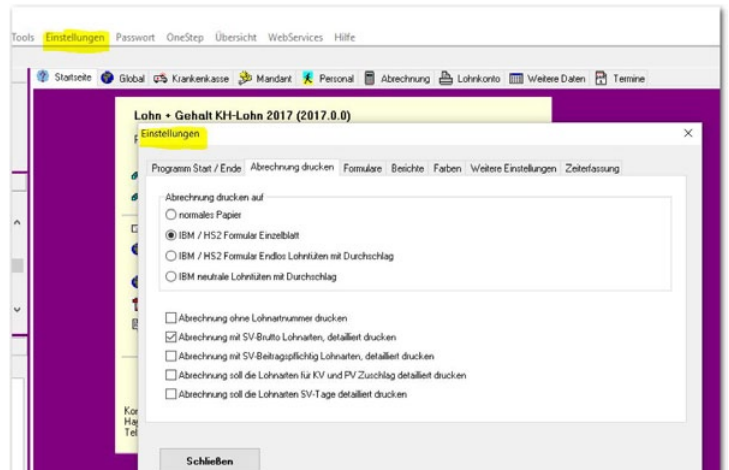 Tools Einstellungen Passwort OneStep Übersicht WebServices Hilfe
Startseite Global Krankenkasse Mandant Personal Abrechnung Lohnkonto Weitere Daten Termine
Lohn + Gehalt KH-Lohn 2017 (2017.0.0)
Einstellungen
Programm Start / Ende Abrechnung drucken Formulare Berichte Farben Weitere Einstellungen Zeiterfassung
Abrechnung drucken auf
normales Papier
IBM / HS2 Formular Einzelblatt
IBM / HS2 Formular Endlos Lohntüten mit Durchschlag
IBM neutrale Lohntüten mit Durchschlag
Abrechnung ohne Lohnartnummer drucken
Abrechnung mit SV-Brutto Lohnarten, detailliert drucken
Abrechnung mit SV-Beitragspflichtig Lohnarten, detailliert drucken
Abrechnung soll die Lohnarten für KV und PV Zuschlag detailliert drucken
Abrechnung soll die Lohnarten SV-Tage detailliert drucken
Kor
Tel
Schließen